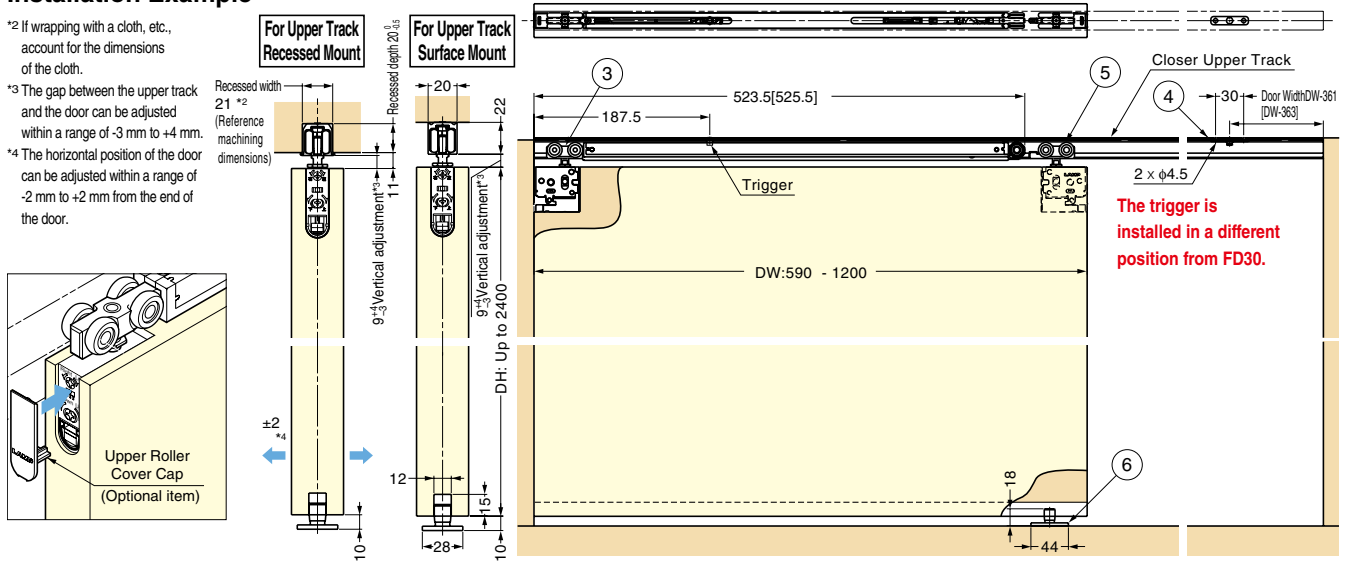 Installation Example
*2 If wrapping with a cloth, etc.,
account for the dimensions
of the cloth.
*3 The gap between the upper track
and the door can be adjusted
within a range of -3 mm to +4 mm.
*4 The horizontal position of the door
can be adjusted within a range of
-2 mm to +2 mm from the end of
the door.
For Upper Track
Recessed Mount
Recessed width
21 *2
(Reference
machining
dimensions)
Recessed depth 20 0 -0.5
11
9 +4 -3 Vertical adjustment*3
±2
*4
10
For Upper Track
Surface Mount
20
22
9 +4 -3 Vertical adjustment*3
DH: Up to 2400
12
15
28
10
Upper Roller
Cover Cap
(Optional item)
3
5
Closer Upper Track
4
523.5[525.5]
187.5
30
Door WidthDW-361
[DW-363]
Trigger
2 x ϕ4.5
The trigger is
installed in a different
position from FD30.
DW:590 - 1200
18
6
44